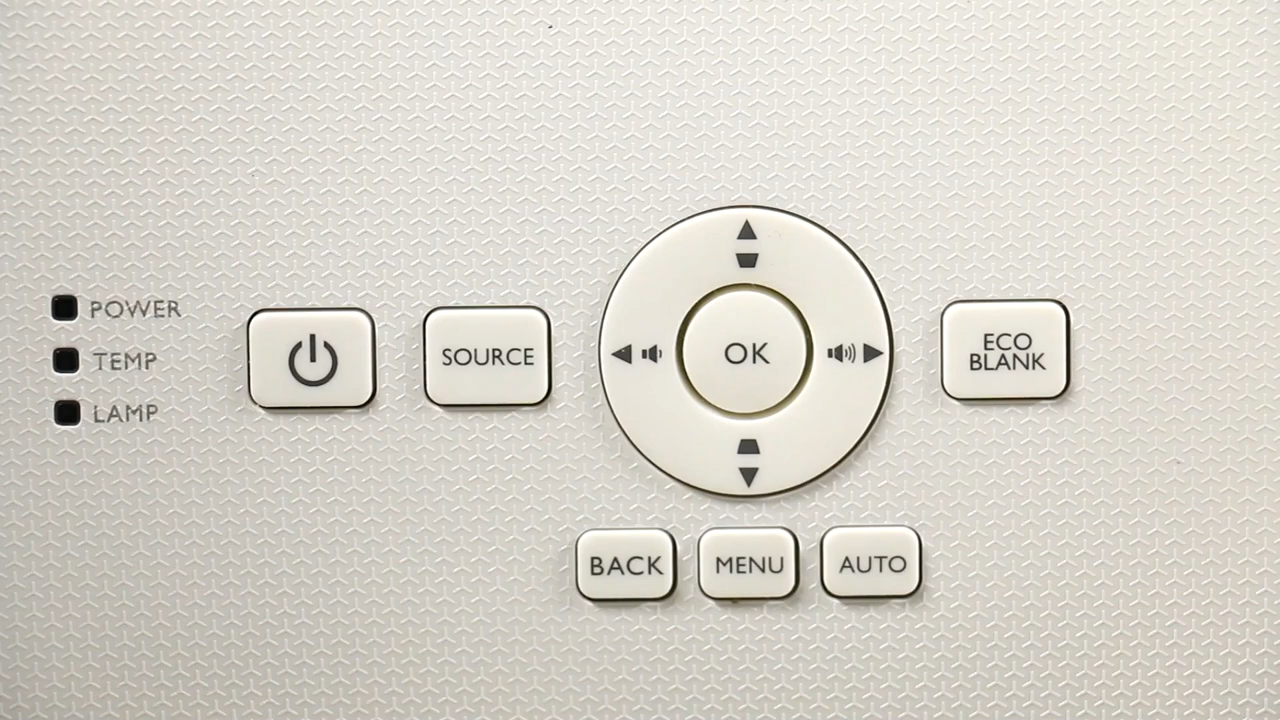 POWER
TEMP
LAMP
SOURCE
OK
ECO
BLANK
BACK
MENU
AUTO